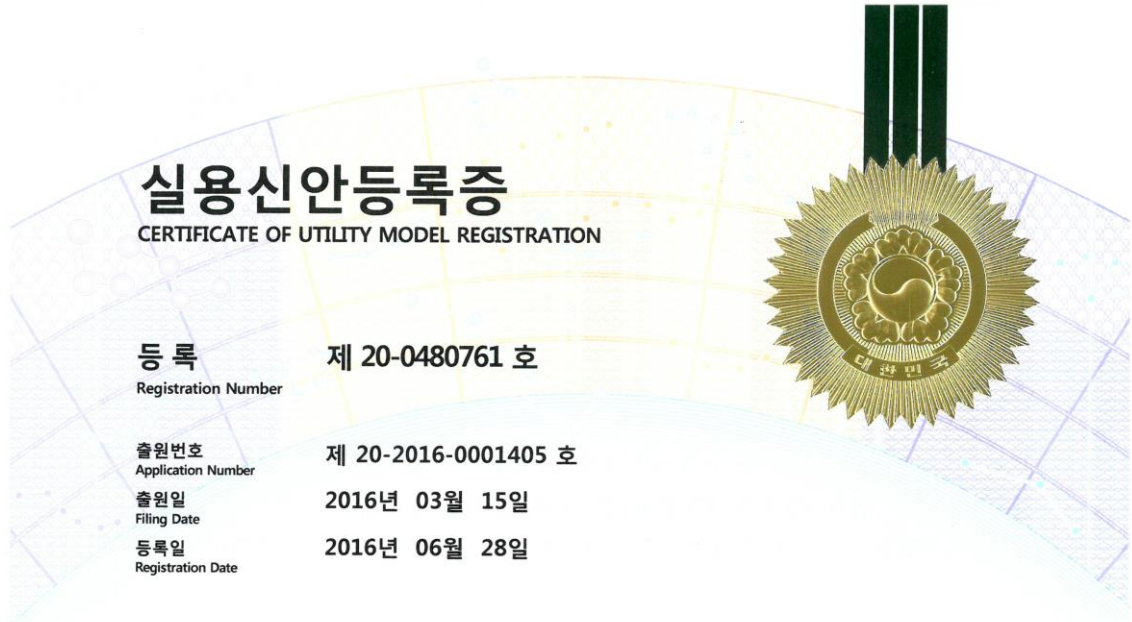 실용신안등록증
CERTIFICATE OF UTILITY MODEL REGISTRATION
등 록 제 20-0480761 호
Registration Number
출원번호 제 20-2016-0001405 호
Application Number
출원일 2016년 03월 15일
Filing Date
등록일 2016년 06월 28일
Registration Date
대한민국